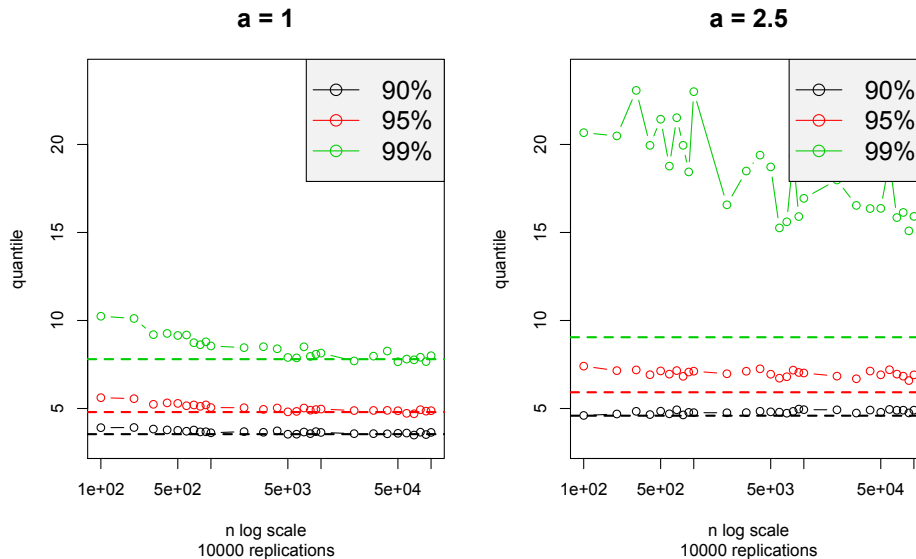 a = 1
90%
95%
99%
quantile
5
10
15
20
1e+02
5e+02
5e+03
5e+04
n log scale
10000 replications
a = 2.5
90%
95%
99%
quantile
5
10
15
20
1e+02
5e+02
5e+03
5e+04
n log scale
10000 replications